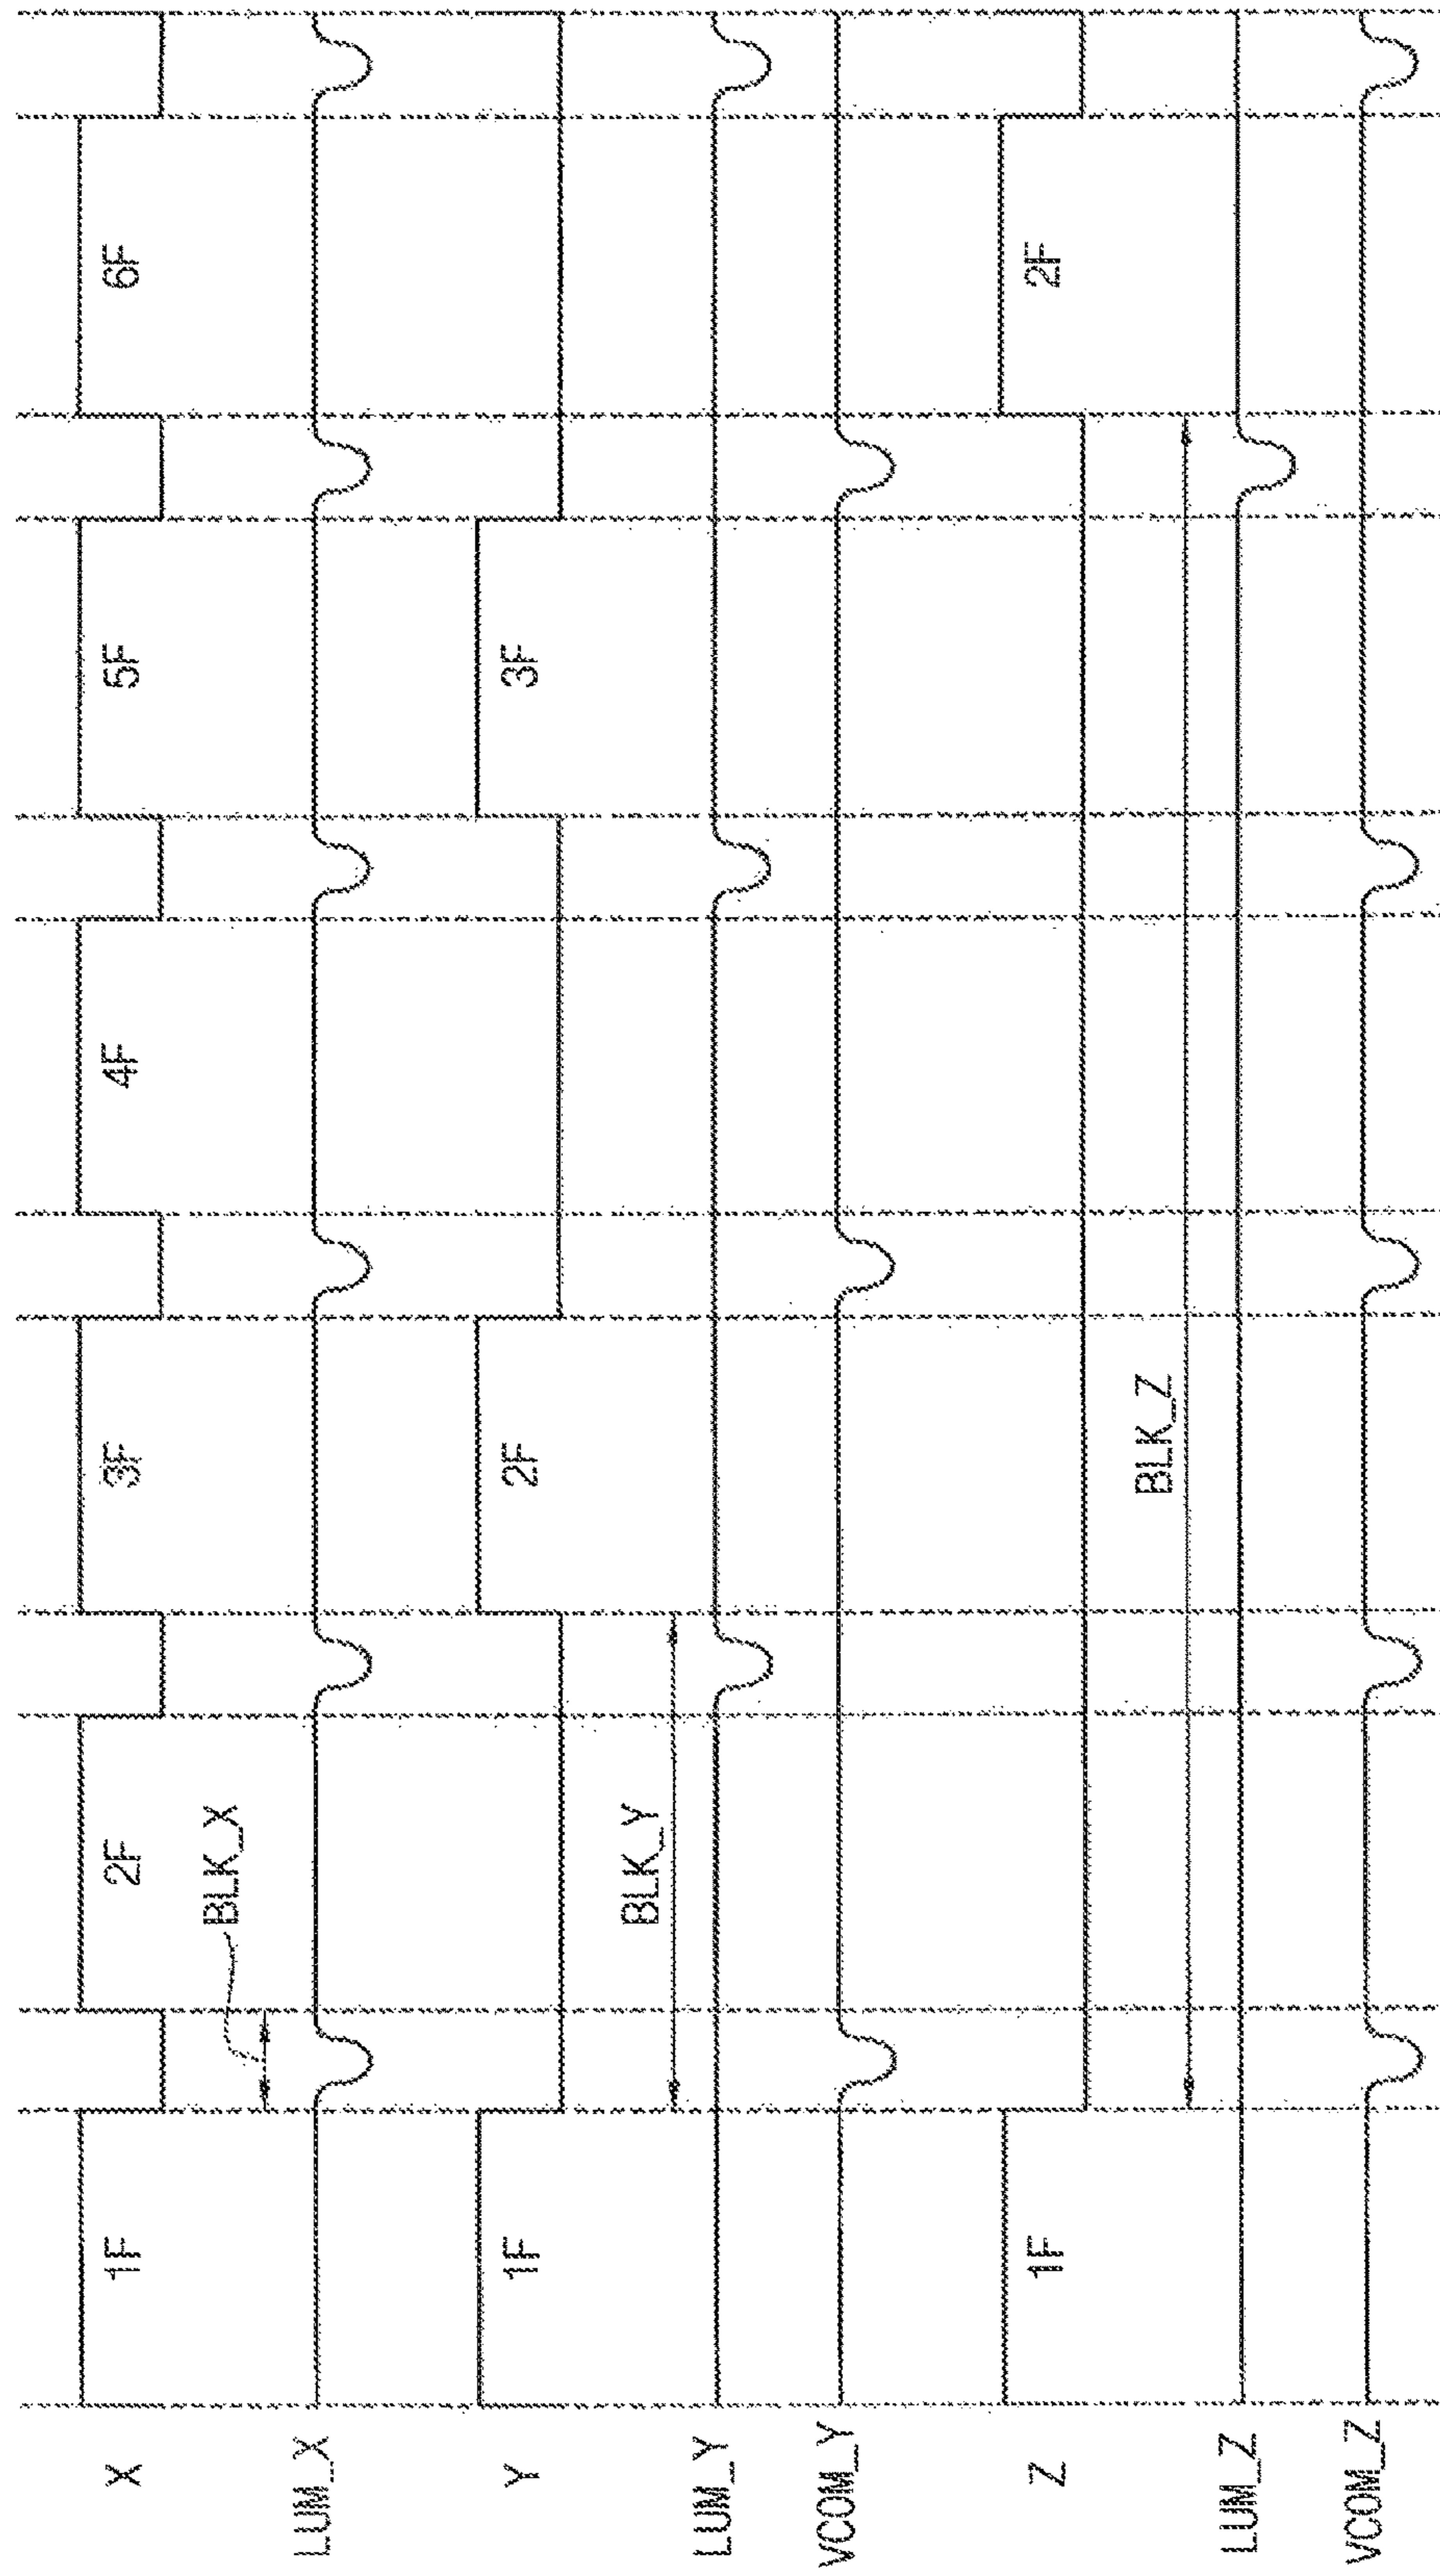 X 1F 2F 3F 4F 5F 6F
BLK_X
LUM_X
Y 1F 2F 3F
BLK_Y
LUM_Y
VCOM_Y
Z 1F 2F
BLK_Z
LUM_Z
VCOM_Z